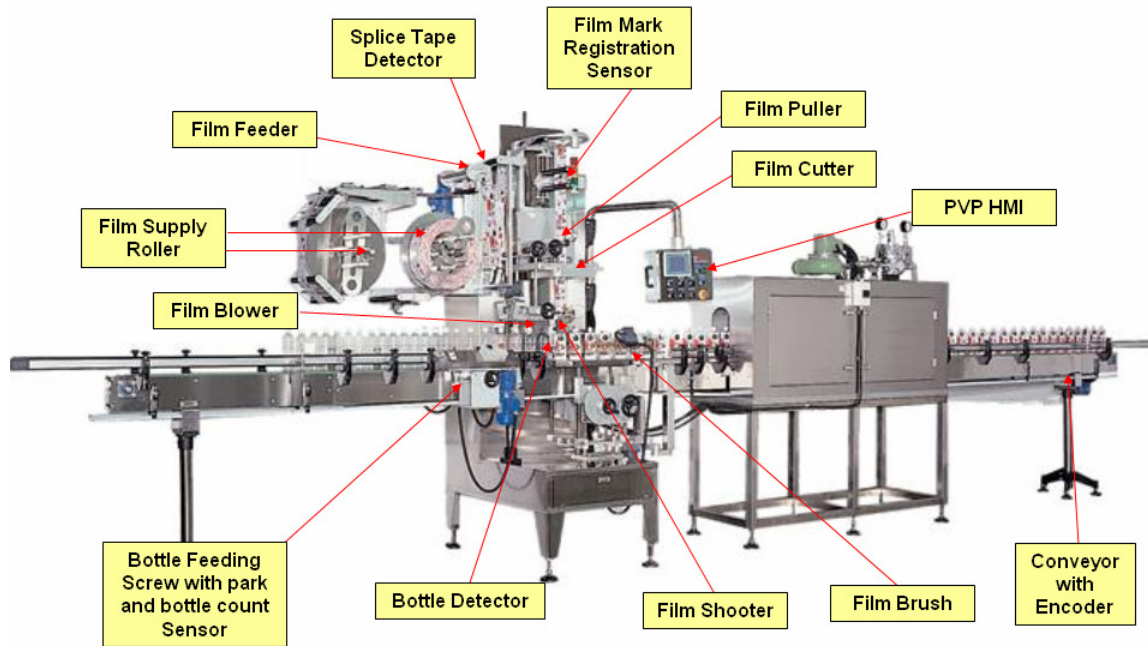 Splice Tape
Detector
Film Mark
Registration
Sensor
Film Feeder
Film Puller
Film Cutter
Film Supply
Roller
PVP HMI
Film Blower
Bottle Feeding
Screw with park
and bottle count
Sensor
Bottle Detector
Film Shooter
Film Brush
Conveyor
with
Encoder